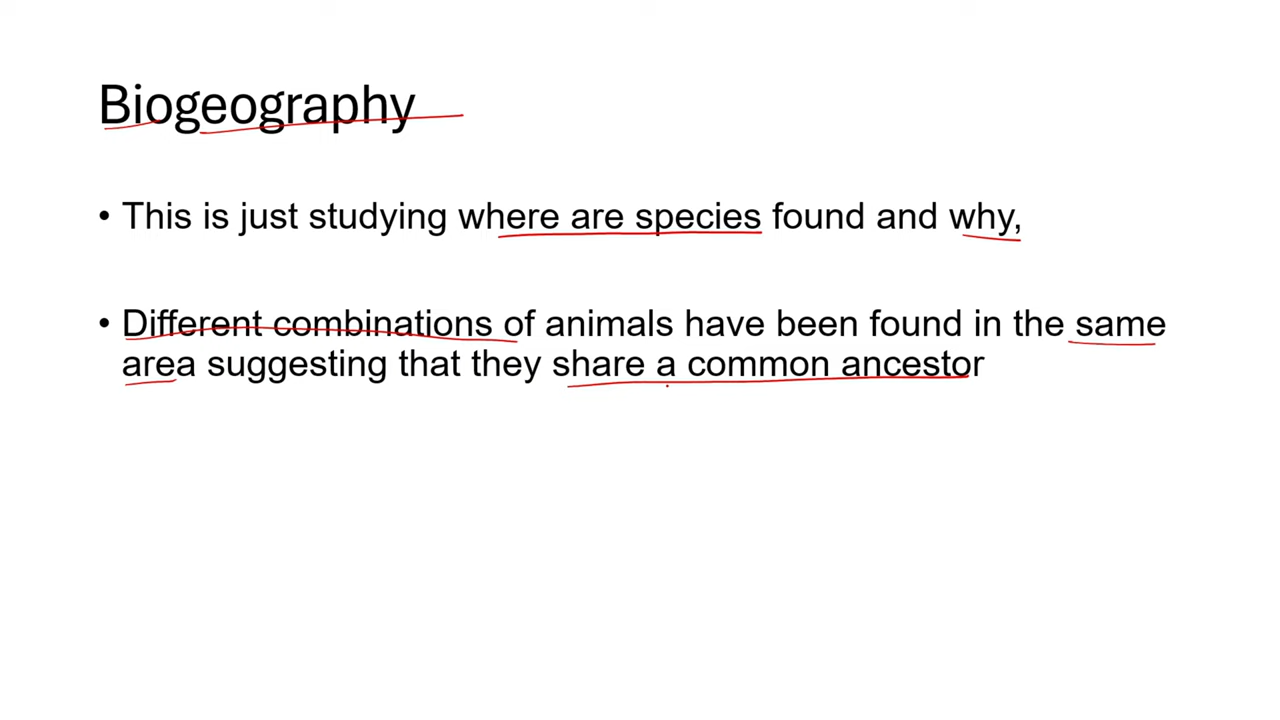 Biogeography
• This is just studying where are species found and why,
• Different combinations of animals have been found in the same
area suggesting that they share a common ancestor